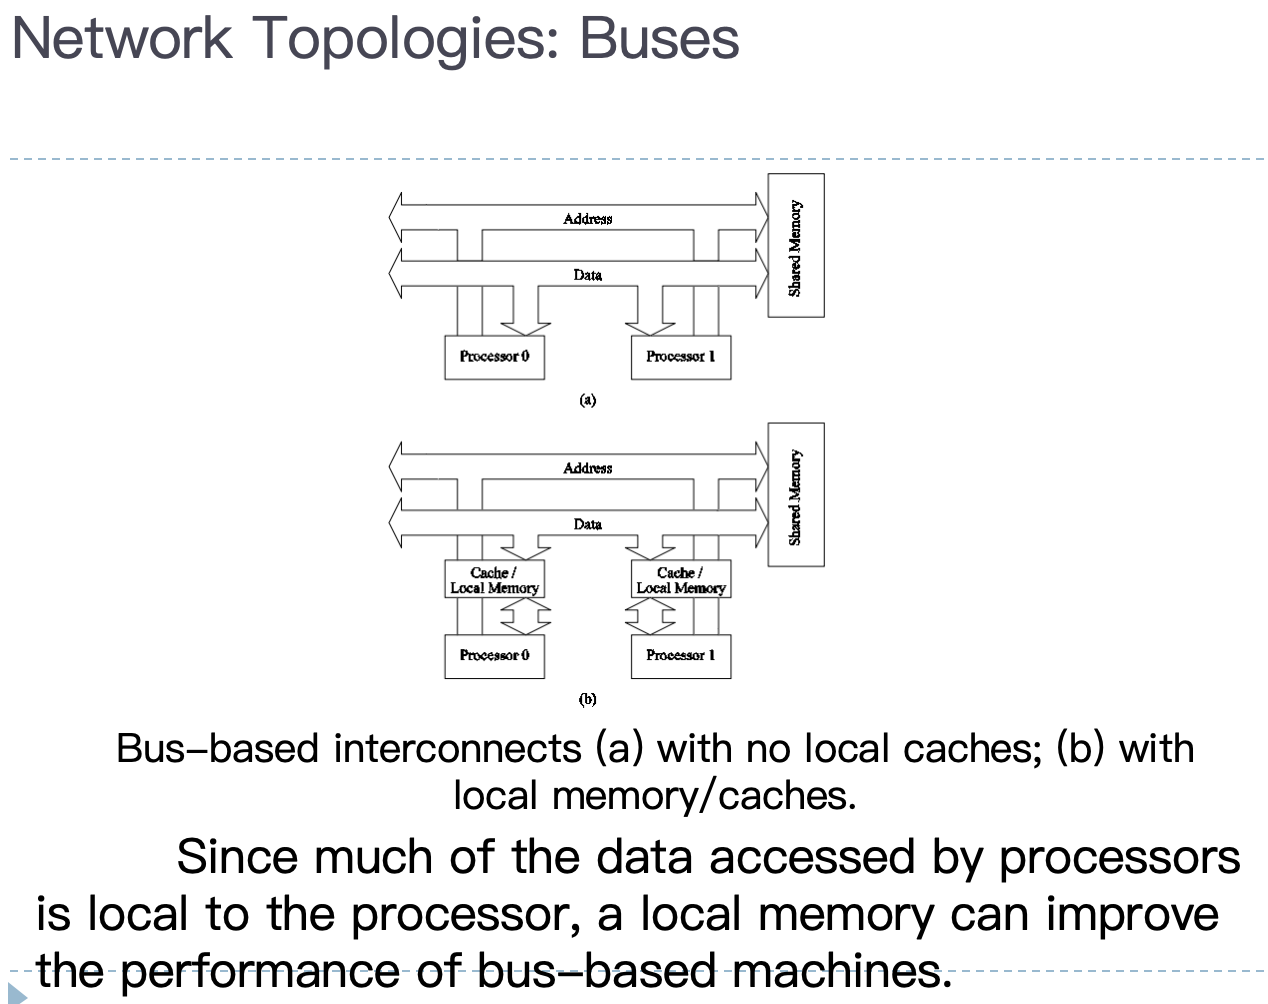 Network Topologies: Buses
Address
Data
Shared Memory
Processor 0
Processor 1
(a)
Address
Data
Shared Memory
Cache /
Local Memory
Cache /
Local Memory
Processor 0
Processor 1
(b)
Bus–based interconnects (a) with no local caches; (b) with
local memory/caches.
Since much of the data accessed by processors
is local to the processor, a local memory can improve
the performance of bus–based machines.